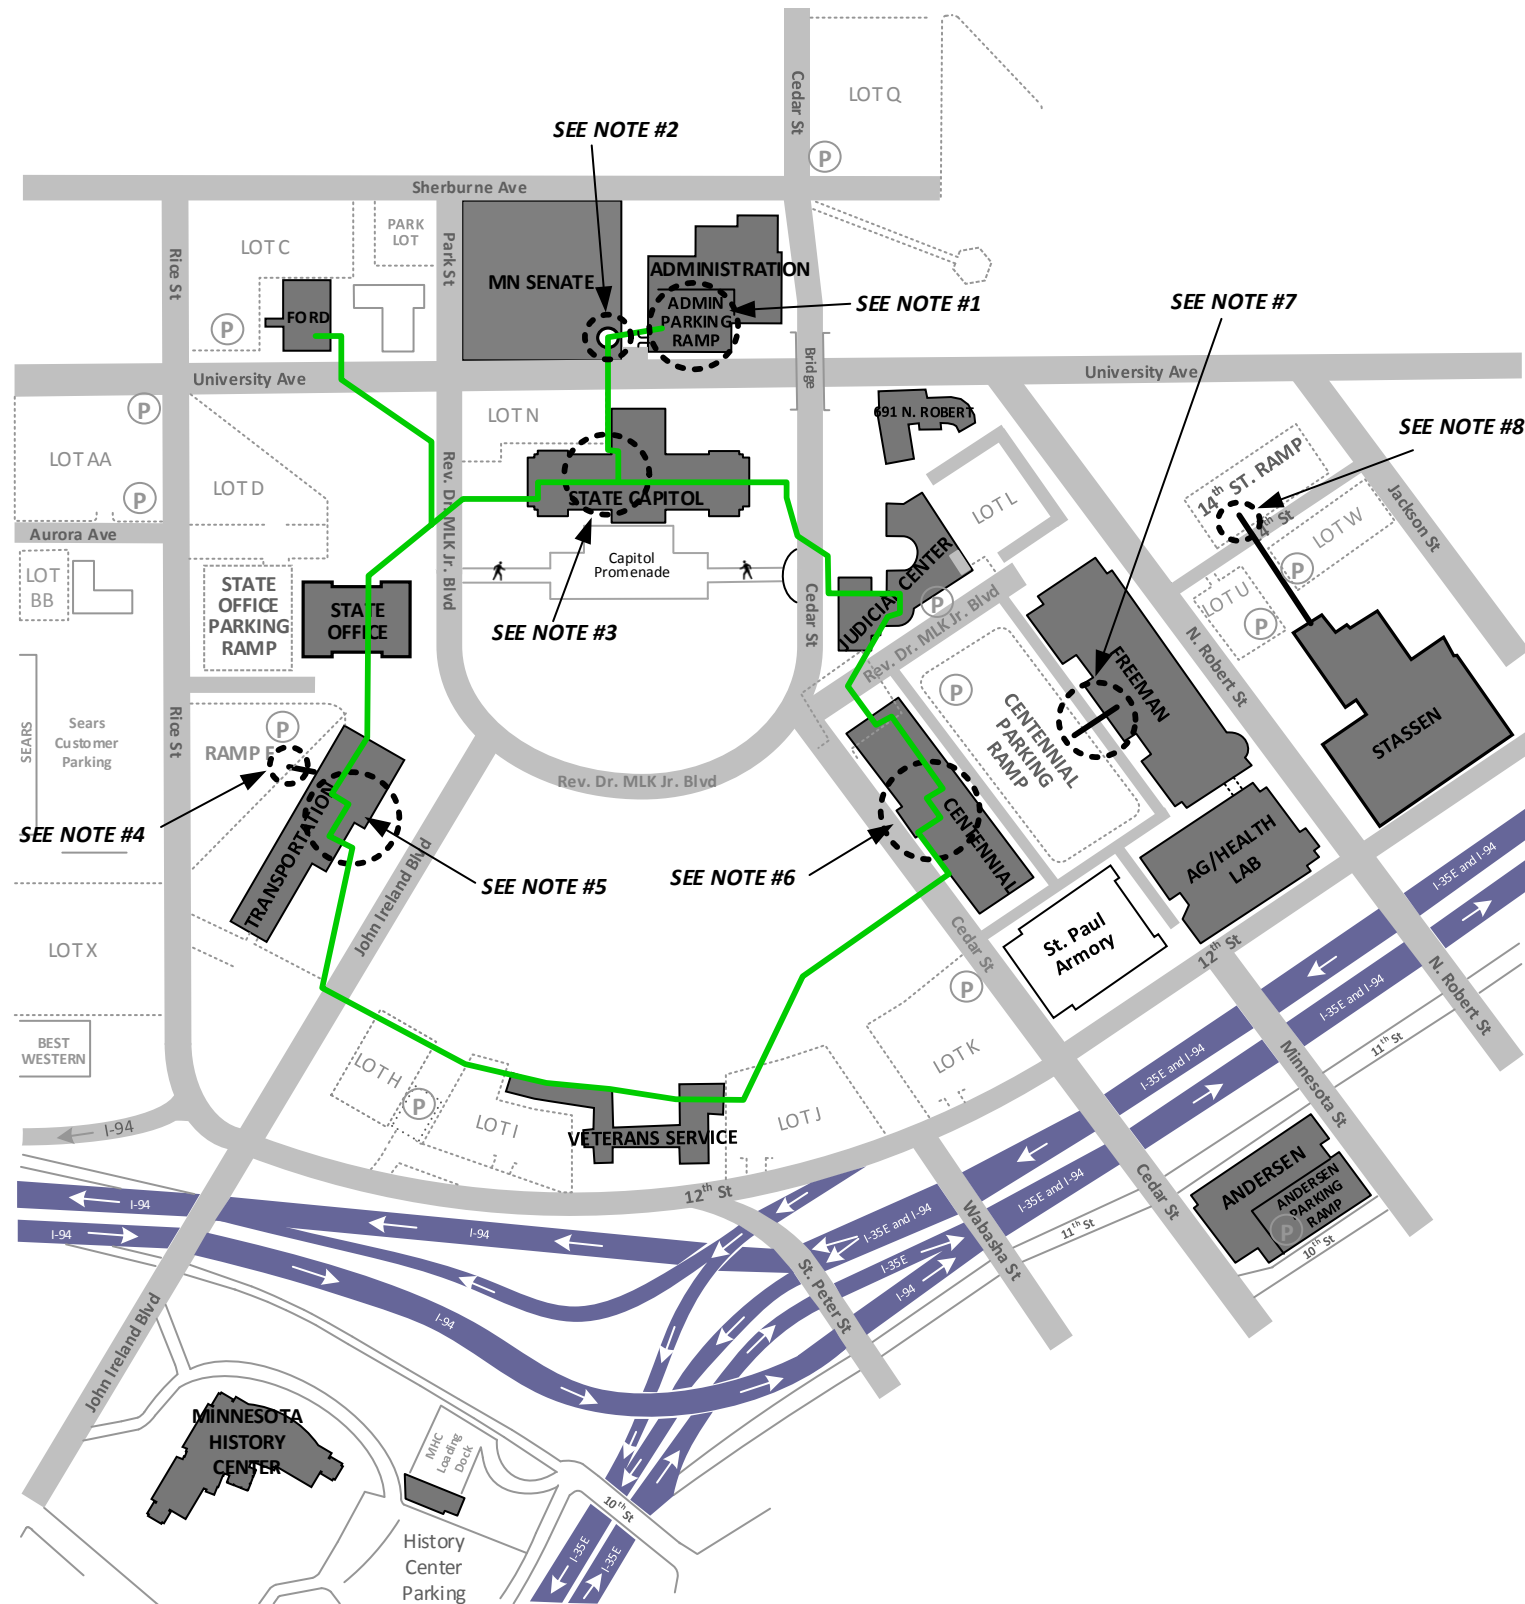 Cedar St
LOT Q
P
SEE NOTE #2
Sherburne Ave
LOT C
PARK
LOT
Park St
Rice St
MN SENATE
ADMINISTRATION
ADMIN
PARKING
RAMP
SEE NOTE #1
SEE NOTE #7
FORD
P
University Ave
Bridge
University Ave
P
LOT N
691 N. ROBERT
SEE NOTE #8
LOT AA
LOT D
P
Rev. Dr. MLK Jr. Blvd
STATE CAPITOL
LOT L
14th ST. RAMP
14th St
LOT W
Jackson St
Aurora Ave
LOT
BB
STATE
OFFICE
PARKING
RAMP
STATE
OFFICE
Capitol
Promenade
SEE NOTE #3
Cedar St
JUDICIAL CENTER
P
Rev. Dr. MLK Jr. Blvd
P
LOT U
P
N. Robert St
FREEMAN
STASSEN
SEARS
Sears
Customer
Parking
Rice St
P
RAMP F
P
CENTENNIAL
PARKING
RAMP
Rev. Dr. MLK Jr. Blvd
SEE NOTE #4
TRANSPORTATION
SEE NOTE #5
SEE NOTE #6
CENTENNIAL
AG/HEALTH
LAB
John Ireland Blvd
I-35E and I-94
LOT X
Cedar St
St. Paul
Armory
12th St
P
N. Robert St
I-35E and I-94
BEST
WESTERN
LOT H
P
LOT I
VETERANS SERVICE
LOT J
LOT K
I-35E and I-94
Minnesota St
11th St
I-94
12th St
I-35E and I-94
Cedar St
ANDERSEN
ANDERSEN
PARKING
RAMP
P
10th St
I-94
I-94
I-94
I-35E and I-94
Wabasha St
11th St
I-35E
I-94
St. Peter St
I-94
John Ireland Blvd
MINNESOTA
HISTORY
CENTER
MHC
Loading
Dock
10th St
History
Center
Parking
I-35E
I-35E